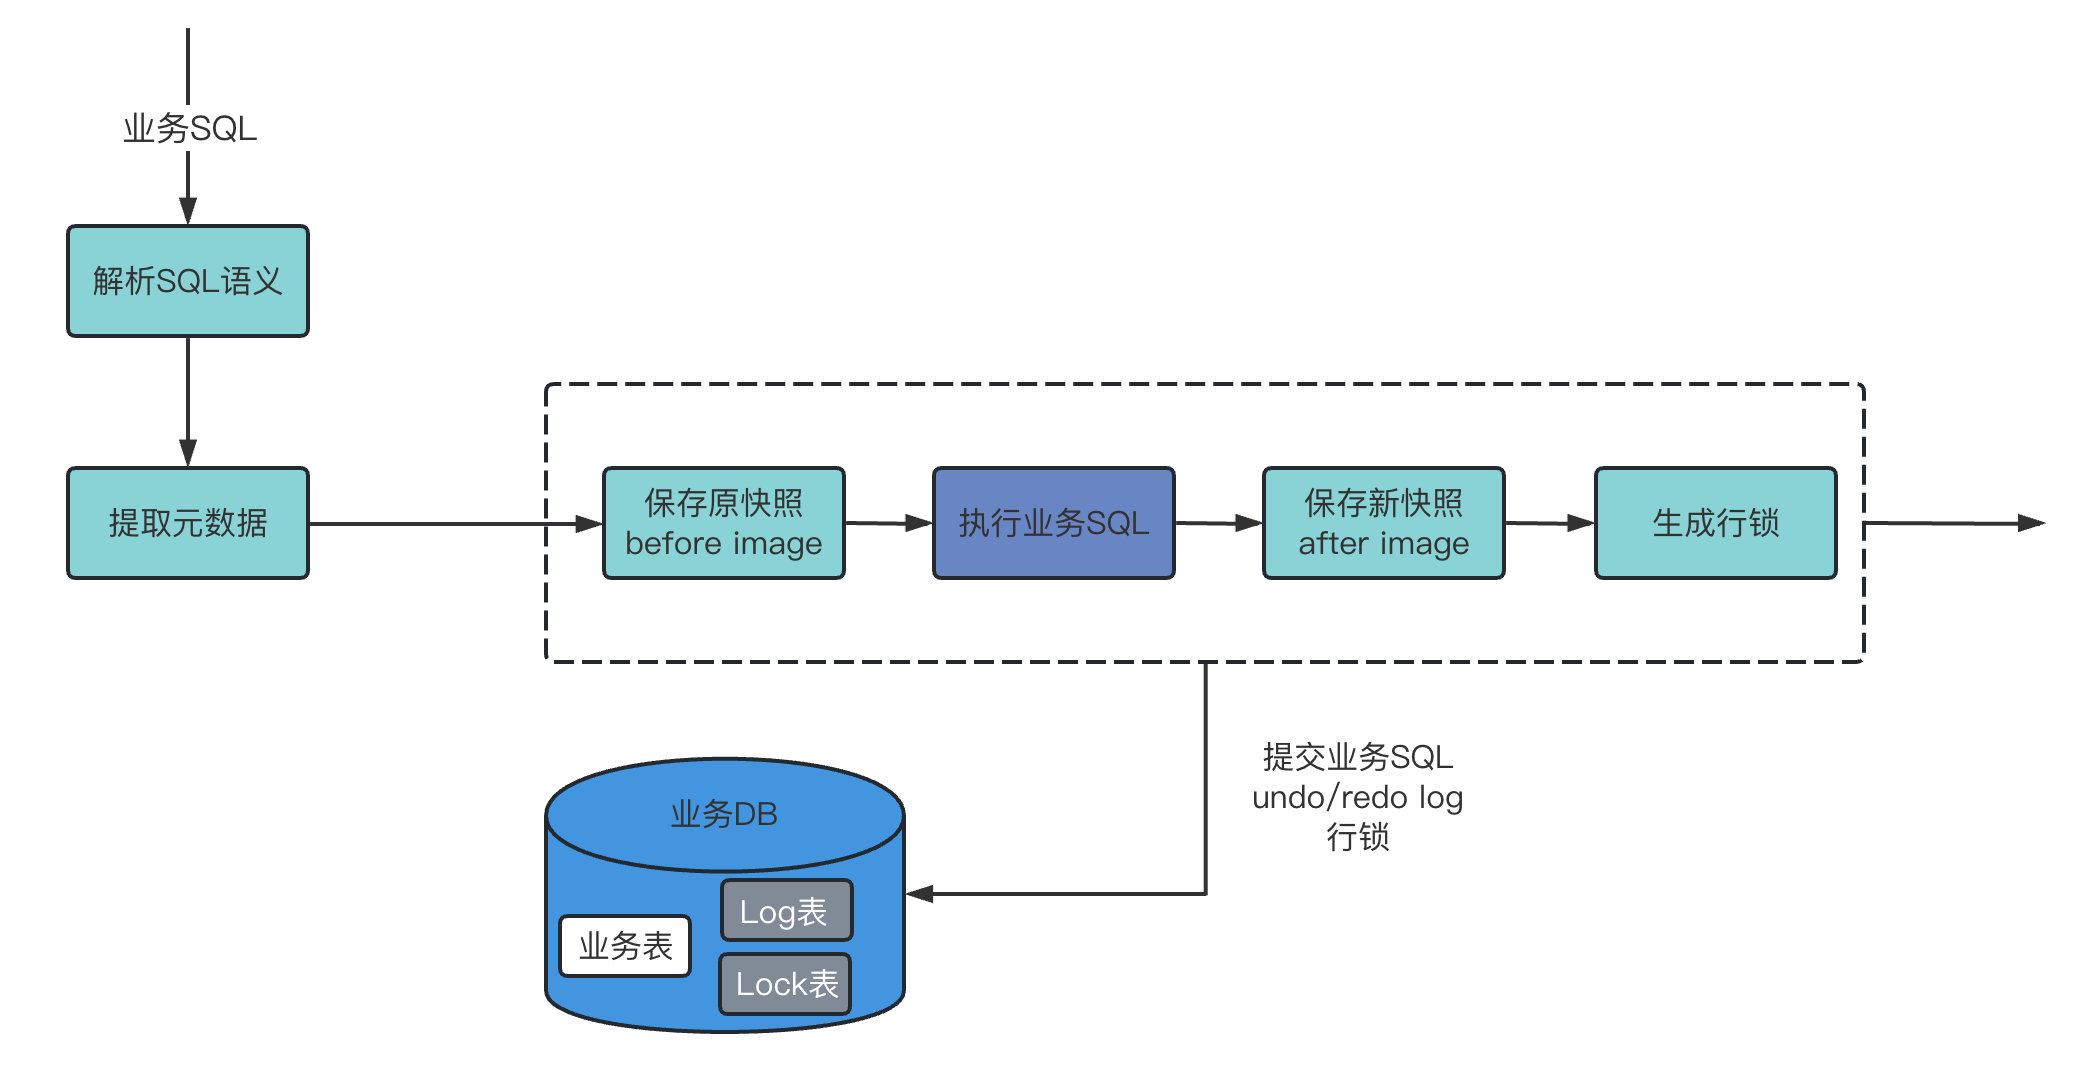 业务SQL
解析SQL语义
提取元数据
保存原快照
before image
执行业务SQL
保存新快照
after image
生成行锁
提交业务SQL
undo/redo log
行锁
业务DB
Log表
业务表
Lock表